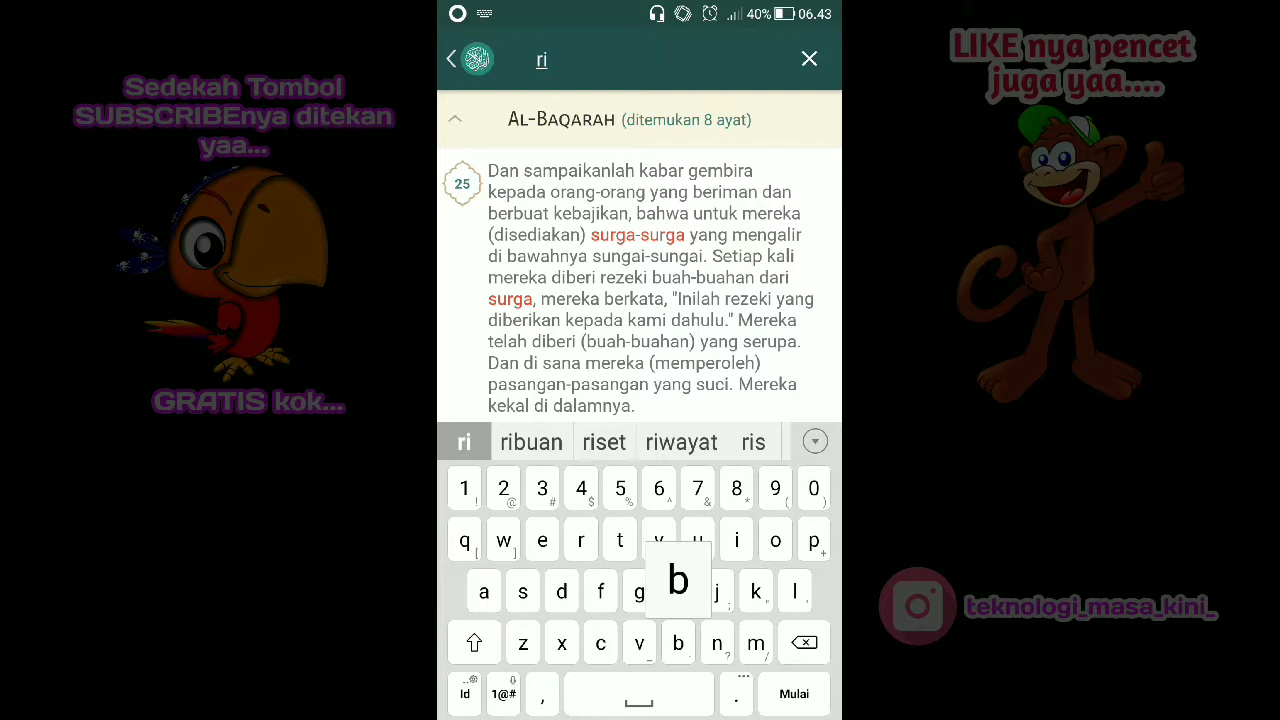 Sedekah Tombol
SUBSCRIBEnya ditekan
yaa...
GRATIS kok...
40% 06.43
ri
AL-BAQARAH (ditemukan 8 ayat)
25
Dan sampaikanlah kabar gembira
kepada orang-orang yang beriman dan
berbuat kebajikan, bahwa untuk mereka
(disediakan) surga-surga yang mengalir
di bawahnya sungai-sungai. Setiap kali
mereka diberi rezeki buah-buahan dari
surga, mereka berkata, "Inilah rezeki yang
diberikan kepada kami dahulu." Mereka
telah diberi (buah-buahan) yang serupa.
Dan di sana mereka (memperoleh)
pasangan-pasangan yang suci. Mereka
kekal di dalamnya.
ri ribuan riset riwayat ris
1 ! 2 @ 3 # 4 $ 5 % 6 ^ 7 & 8 * 9 ( 0 )
q [ w ] e r t y u i o p +
a s d f g b j ; k " l '
z x c v _ b n ? m /
Id 1@# , . Mulai
LIKE nya pencet
juga yaa....
teknologi_masa_kini_